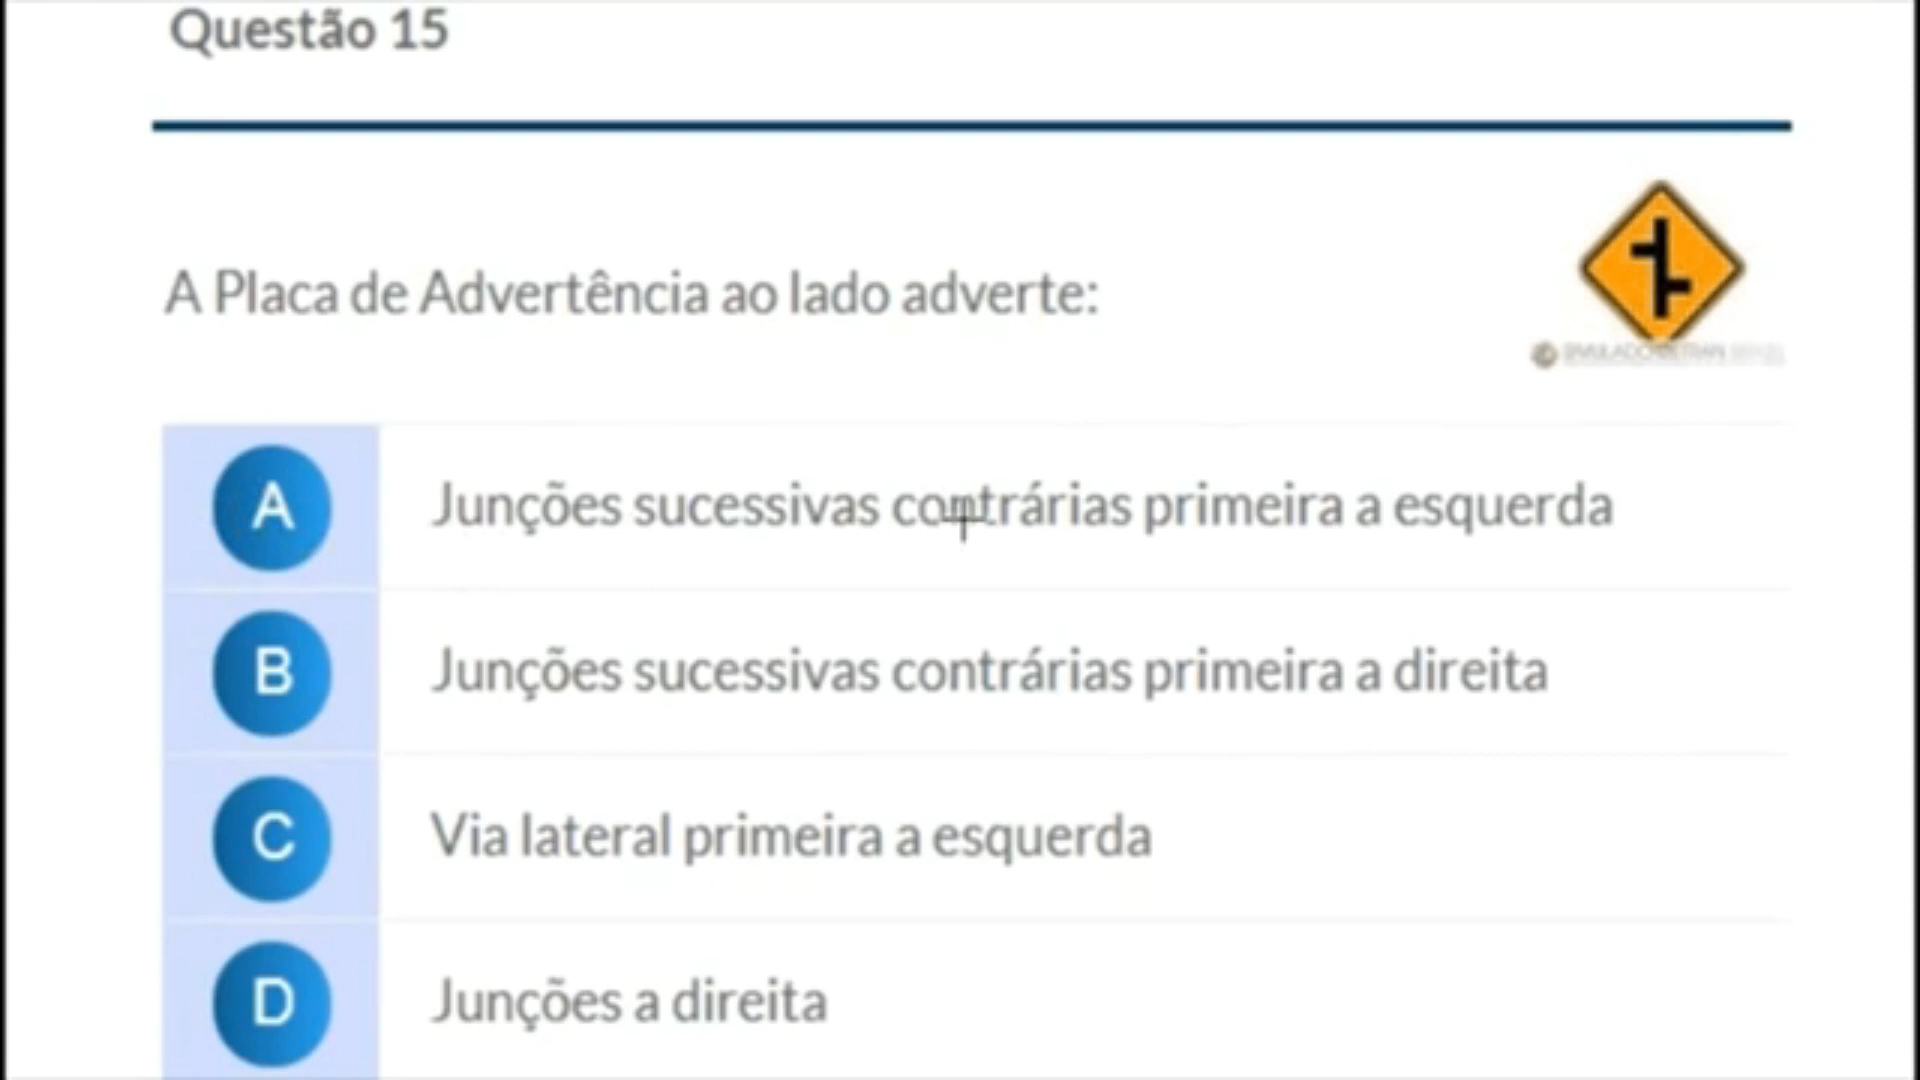 Questão 15
A Placa de Advertência ao lado adverte:
A Junções sucessivas contrárias primeira a esquerda
B Junções sucessivas contrárias primeira a direita
C Via lateral primeira a esquerda
D Junções a direita